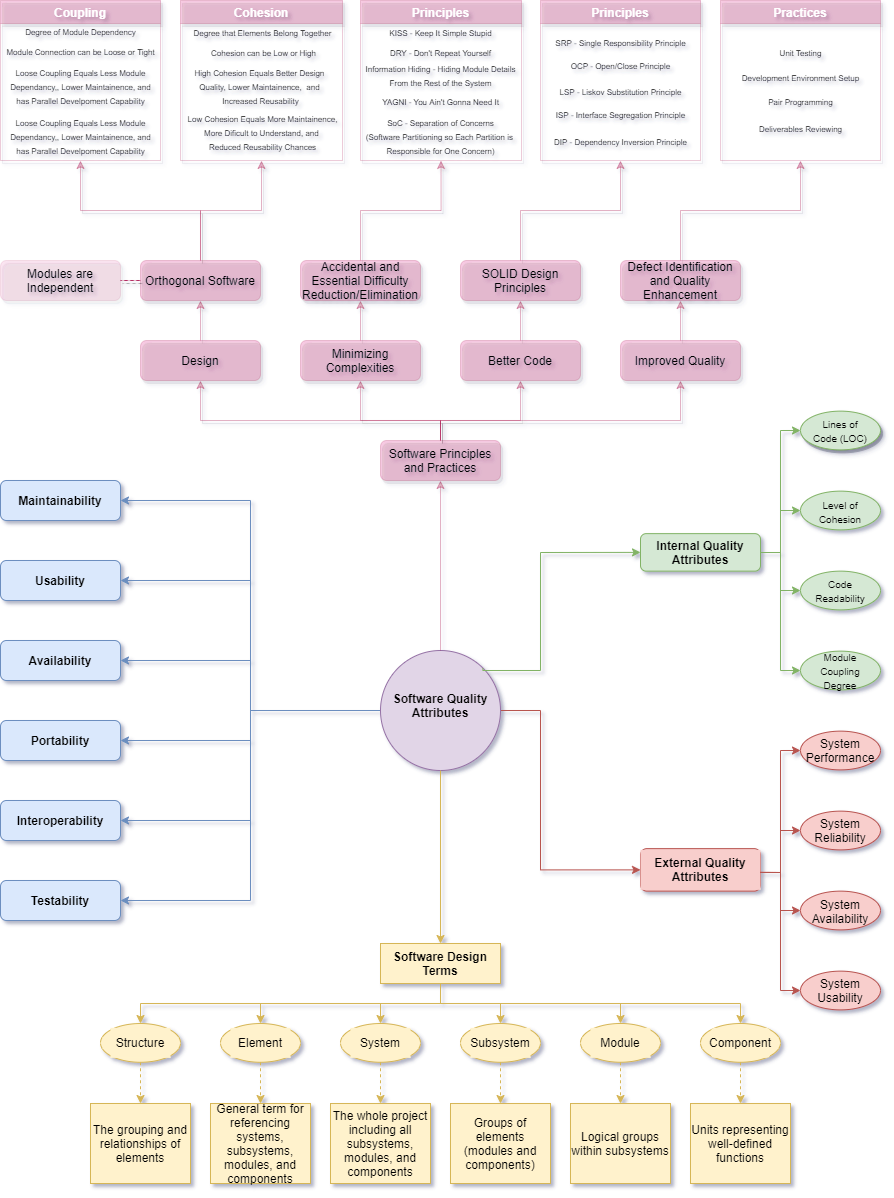 Coupling
Degree of Module Dependency
Module Connection can be Loose or Tight
Loose Coupling Equals Less Module
Dependancy,, Lower Maintainence, and
has Parallel Develpoment Capability
Loose Coupling Equals Less Module
Dependancy,, Lower Maintainence, and
has Parallel Develpoment Capability
Cohesion
Degree that Elements Belong Together
Cohesion can be Low or High
High Cohesion Equals Better Design
Quality, Lower Maintainence, and
Increased Reusability
Low Cohesion Equals More Maintainence,
More Dificult to Understand, and
Reduced Reusability Chances
Principles
KISS - Keep It Simple Stupid
DRY - Don't Repeat Yourself
Information Hiding - Hiding Module Details
From the Rest of the System
YAGNI - You Ain't Gonna Need It
SoC - Separation of Concerns
(Software Partitioning so Each Partition is
Responsible for One Concern)
Principles
SRP - Single Responsibility Principle
OCP - Open/Close Principle
LSP - Liskov Substitution Principle
ISP - Interface Segregation Principle
DIP - Dependency Inversion Principle
Practices
Unit Testing
Development Environment Setup
Pair Programming
Deliverables Reviewing
Modules are
Independent
Orthogonal Software
Accidental and
Essential Difficulty
Reduction/Elimination
SOLID Design
Principles
Defect Identification
and Quality
Enhancement
Design
Minimizing
Complexities
Better Code
Improved Quality
Software Principles
and Practices
Maintainability
Usability
Availability
Portability
Interoperability
Testability
Software Quality
Attributes
Internal Quality
Attributes
Lines of
Code (LOC)
Level of
Cohesion
Code
Readability
Module
Coupling
Degree
External Quality
Attributes
System
Performance
System
Reliability
System
Availability
System
Usability
Software Design
Terms
Structure
Element
System
Subsystem
Module
Component
The grouping and
relationships of
elements
General term for
referencing
systems,
subsystems,
modules, and
components
The whole project
including all
subsystems,
modules, and
components
Groups of
elements
(modules and
components)
Logical groups
within subsystems
Units representing
well-defined
functions